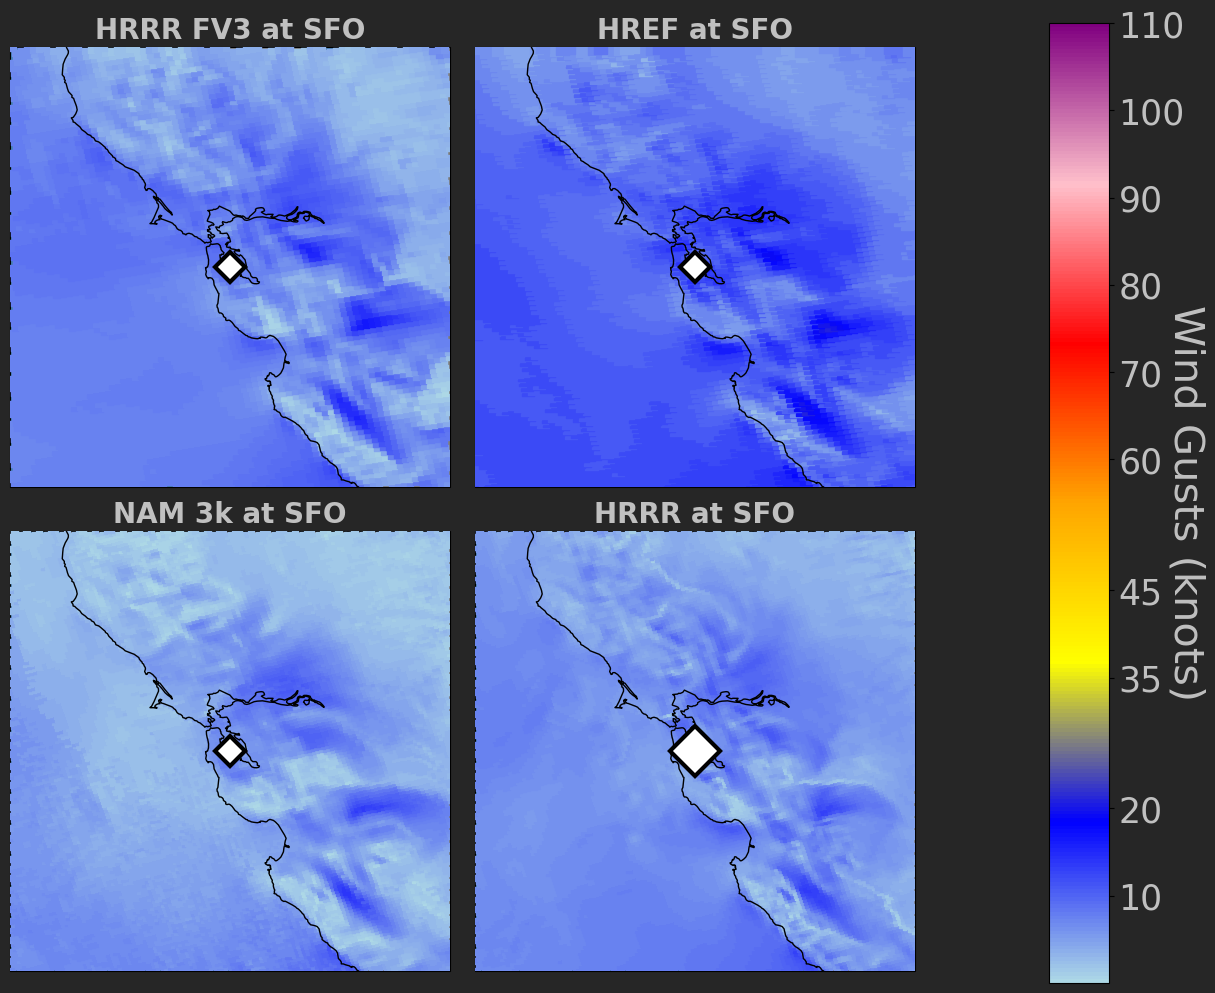 HRRR FV3 at SFO
HREF at SFO
NAM 3k at SFO
HRRR at SFO
110
100
90
80
70
60
45
35
20
10
Wind Gusts (knots)